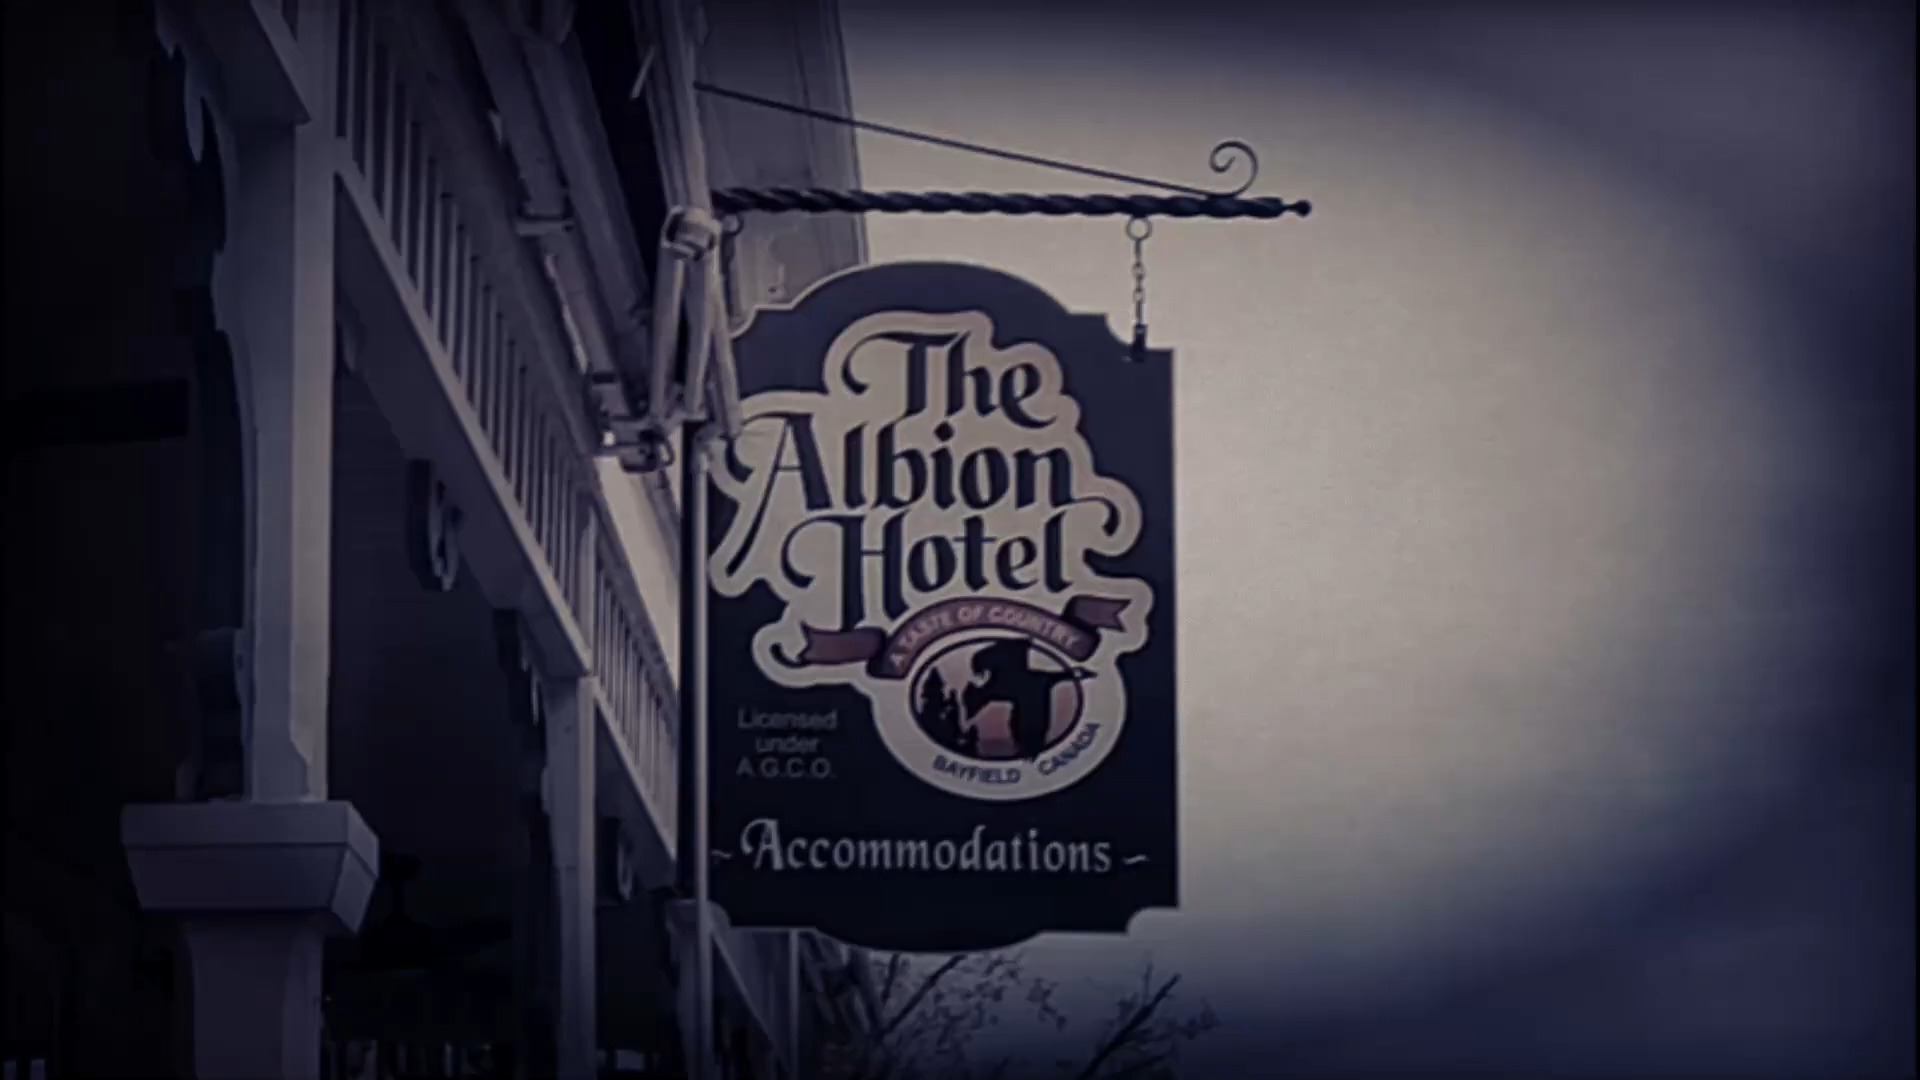 The
Albion
Hotel
A TASTE OF COUNTRY
BAYFIELD CANADA
Licensed
under
A.G.C.O.
~ Accommodations ~